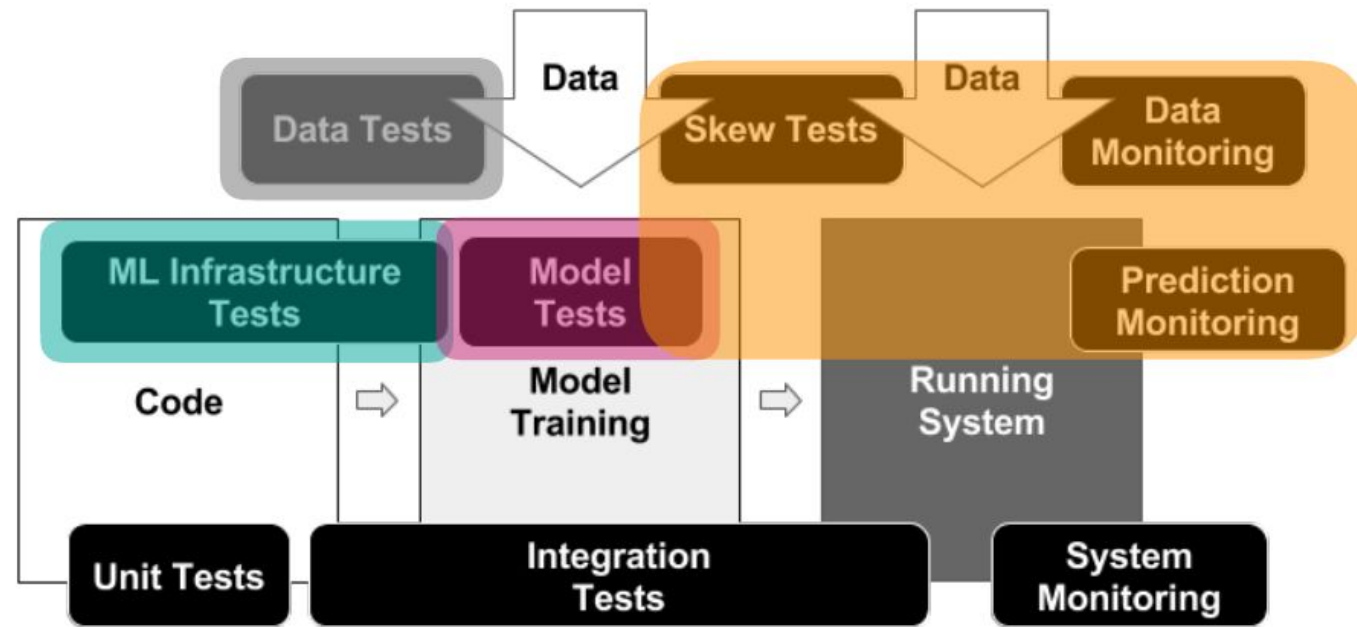 Data
Data
Data Tests
Skew Tests
Data
Monitoring
ML Infrastructure
Tests
Model
Tests
Prediction
Monitoring
Code
Model
Training
Running
System
Unit Tests
Integration
Tests
System
Monitoring